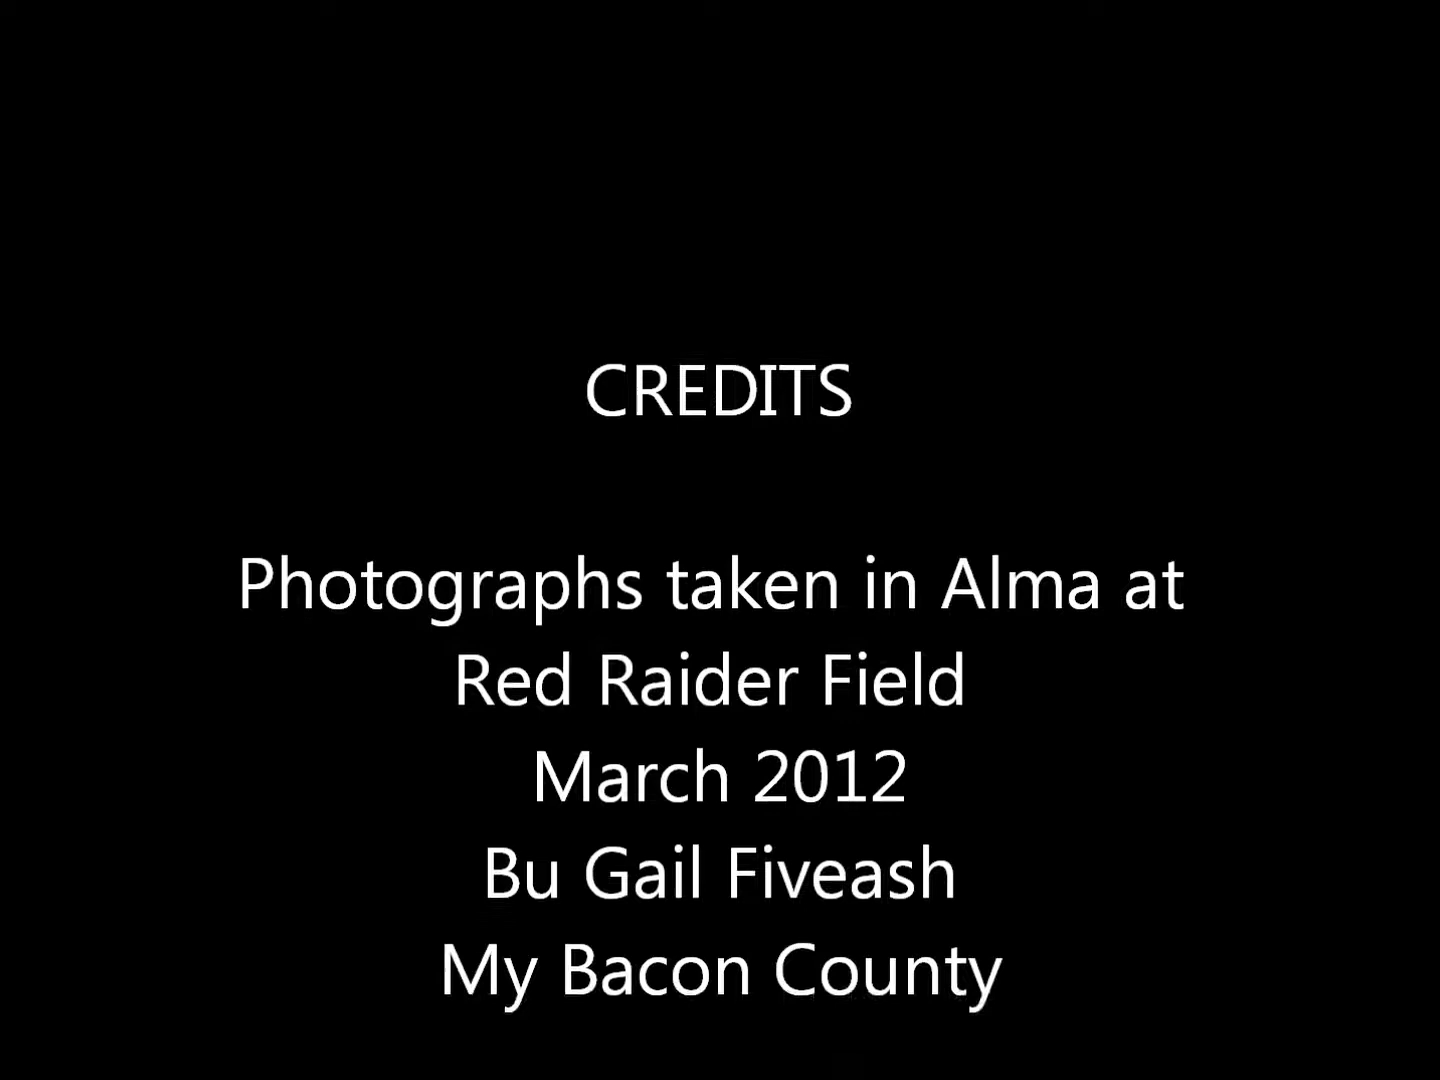 CREDITS
Photographs taken in Alma at
Red Raider Field
March 2012
Bu Gail Fiveash
My Bacon County